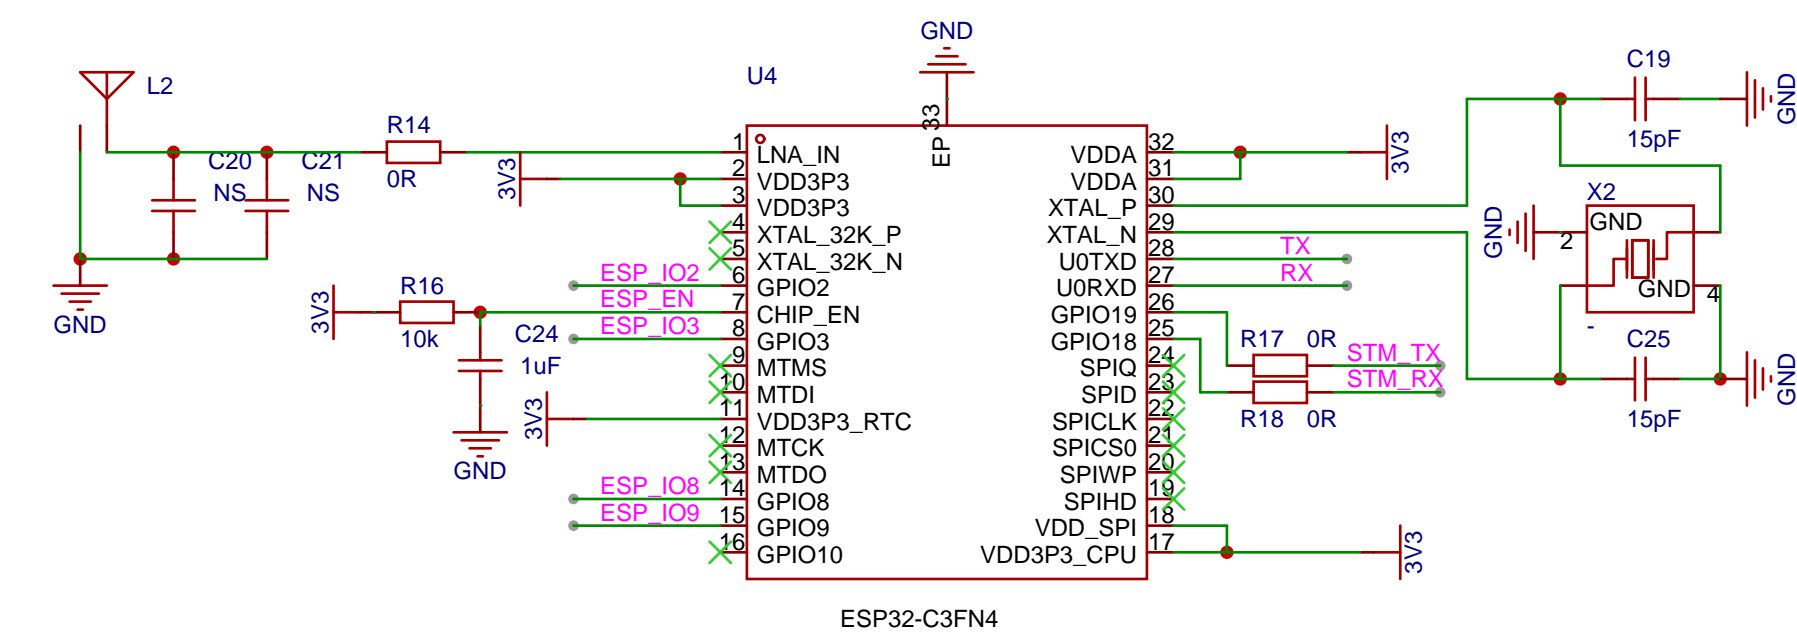 GND
U4
C19
GND
15pF
L2
R14
0R
C20
NS
C21
NS
3V3
EP 33
1 LNA_IN
2 VDD3P3
3 VDD3P3
4 XTAL_32K_P
5 XTAL_32K_N
ESP_IO2 6 GPIO2
ESP_EN 7 CHIP_EN
ESP_IO3 8 GPIO3
9 MTMS
10 MTDI
11 VDD3P3_RTC
12 MTCK
13 MTDO
ESP_IO8 14 GPIO8
ESP_IO9 15 GPIO9
16 GPIO10
VDDA 32
VDDA 31
XTAL_P 30
XTAL_N 29
U0TXD 28 TX
U0RXD 27 RX
GPIO19 26
GPIO18 25
SPIQ 24
SPID 23
SPICLK 22
SPICS0 21
SPIWP 20
SPIHD 19
VDD_SPI 18
VDD3P3_CPU 17
3V3
GND
3V3
R16
10k
C24
1uF
3V3
GND
R17 0R
STM_TX
STM_RX
R18 0R
X2
GND
GND
2
GND
4
-
C25
15pF
GND
3V3
ESP32-C3FN4